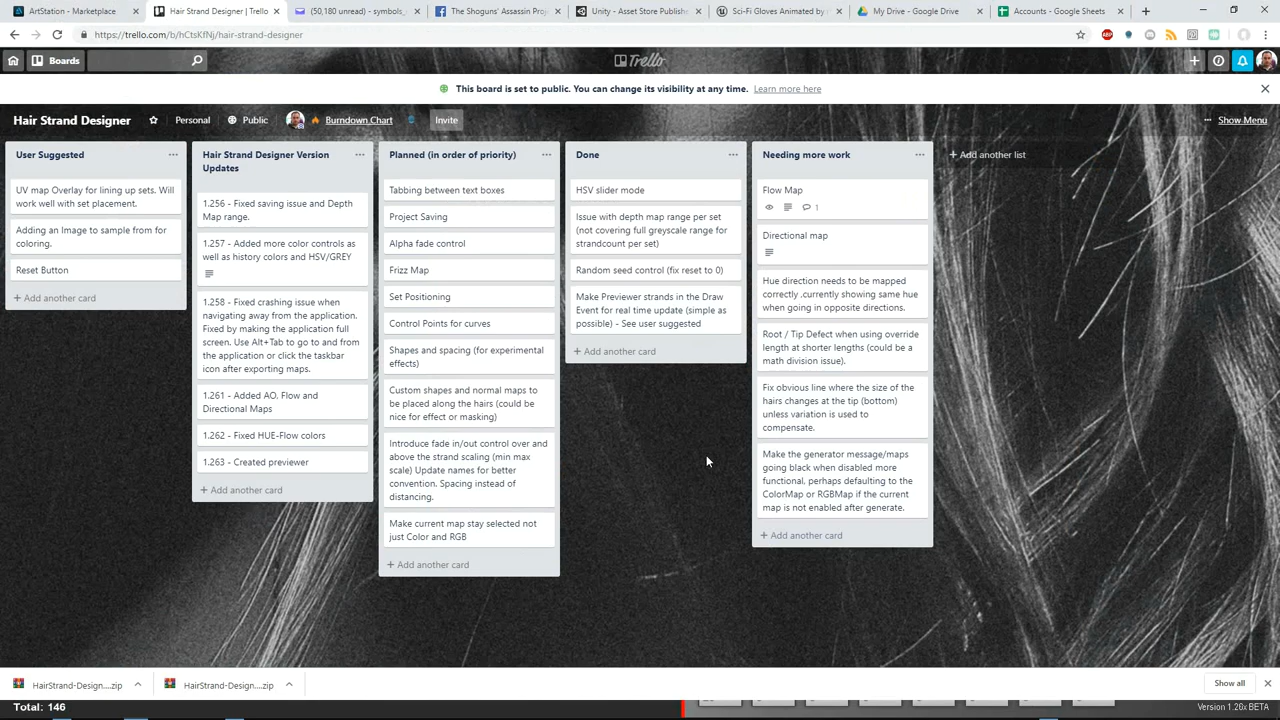 ArtStation - Marketplace
Hair Strand Designer | Trello
(50,180 unread) - symbols_
The Shoguns' Assassin Pro
Unity - Asset Store Publishe
Sci-Fi Gloves Animated by
My Drive - Google Drive
Accounts - Google Sheets
https://trello.com/b/hCtsKfNj/hair-strand-designer
ABP
Boards
Trello
This board is set to public. You can change its visibility at any time. Learn more here
Hair Strand Designer
Personal
Public
Burndown Chart
Invite
... Show Menu
User Suggested
UV map Overlay for lining up sets. Will
work well with set placement.
Adding an Image to sample from for
coloring.
Reset Button
+ Add another card
Hair Strand Designer Version
Updates
1.256 - Fixed saving issue and Depth
Map range.
1.257 - Added more color controls as
well as history colors and HSV/GREY
1.258 - Fixed crashing issue when
navigating away from the application.
Fixed by making the application full
screen. Use Alt+Tab to go to and from
the application or click the taskbar
icon after exporting maps.
1.261 - Added AO, Flow and
Directional Maps
1.262 - Fixed HUE-Flow colors
1.263 - Created previewer
+ Add another card
Planned (in order of priority)
Tabbing between text boxes
Project Saving
Alpha fade control
Frizz Map
Set Positioning
Control Points for curves
Shapes and spacing (for experimental
effects)
Custom shapes and normal maps to
be placed along the hairs (could be
nice for effect or masking)
Introduce fade in/out control over and
above the strand scaling (min max
scale) Update names for better
convention. Spacing instead of
distancing.
Make current map stay selected not
just Color and RGB
+ Add another card
Done
HSV slider mode
Issue with depth map range per set
(not covering full greyscale range for
strandcount per set)
Random seed control (fix reset to 0)
Make Previewer strands in the Draw
Event for real time update (simple as
possible) - See user suggested
+ Add another card
Needing more work
Flow Map
1
Directional map
Hue direction needs to be mapped
correctly .currently showing same hue
when going in opposite directions.
Root / Tip Defect when using override
length at shorter lengths (could be a
math division issue).
Fix obvious line where the size of the
hairs changes at the tip (bottom)
unless variation is used to
compensate.
Make the generator message/maps
going black when disabled more
functional, perhaps defaulting to the
ColorMap or RGBMap if the current
map is not enabled after generate.
+ Add another card
+ Add another list
HairStrand-Design....zip
HairStrand-Design....zip
Show all
Total: 146
Version 1.20x BETA